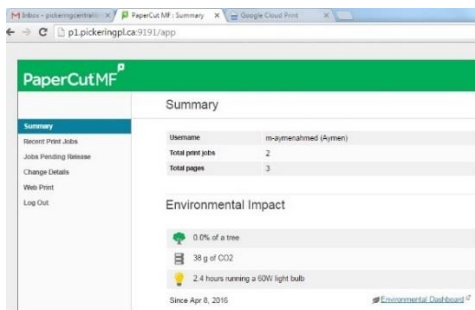 Inbox - pickeringcentral
PaperCut MF : Summary
Google Cloud Print
p1.pickeringpl.ca:9191/app
PaperCutMF
Summary
Summary
Recent Print Jobs
Jobs Pending Release
Change Details
Web Print
Log Out
Username m-aymenahmed (Aymen)
Total print jobs 2
Total pages 3
Environmental Impact
0.0% of a tree
38 g of CO2
2.4 hours running a 60W light bulb
Since Apr 8, 2016 Environmental Dashboard